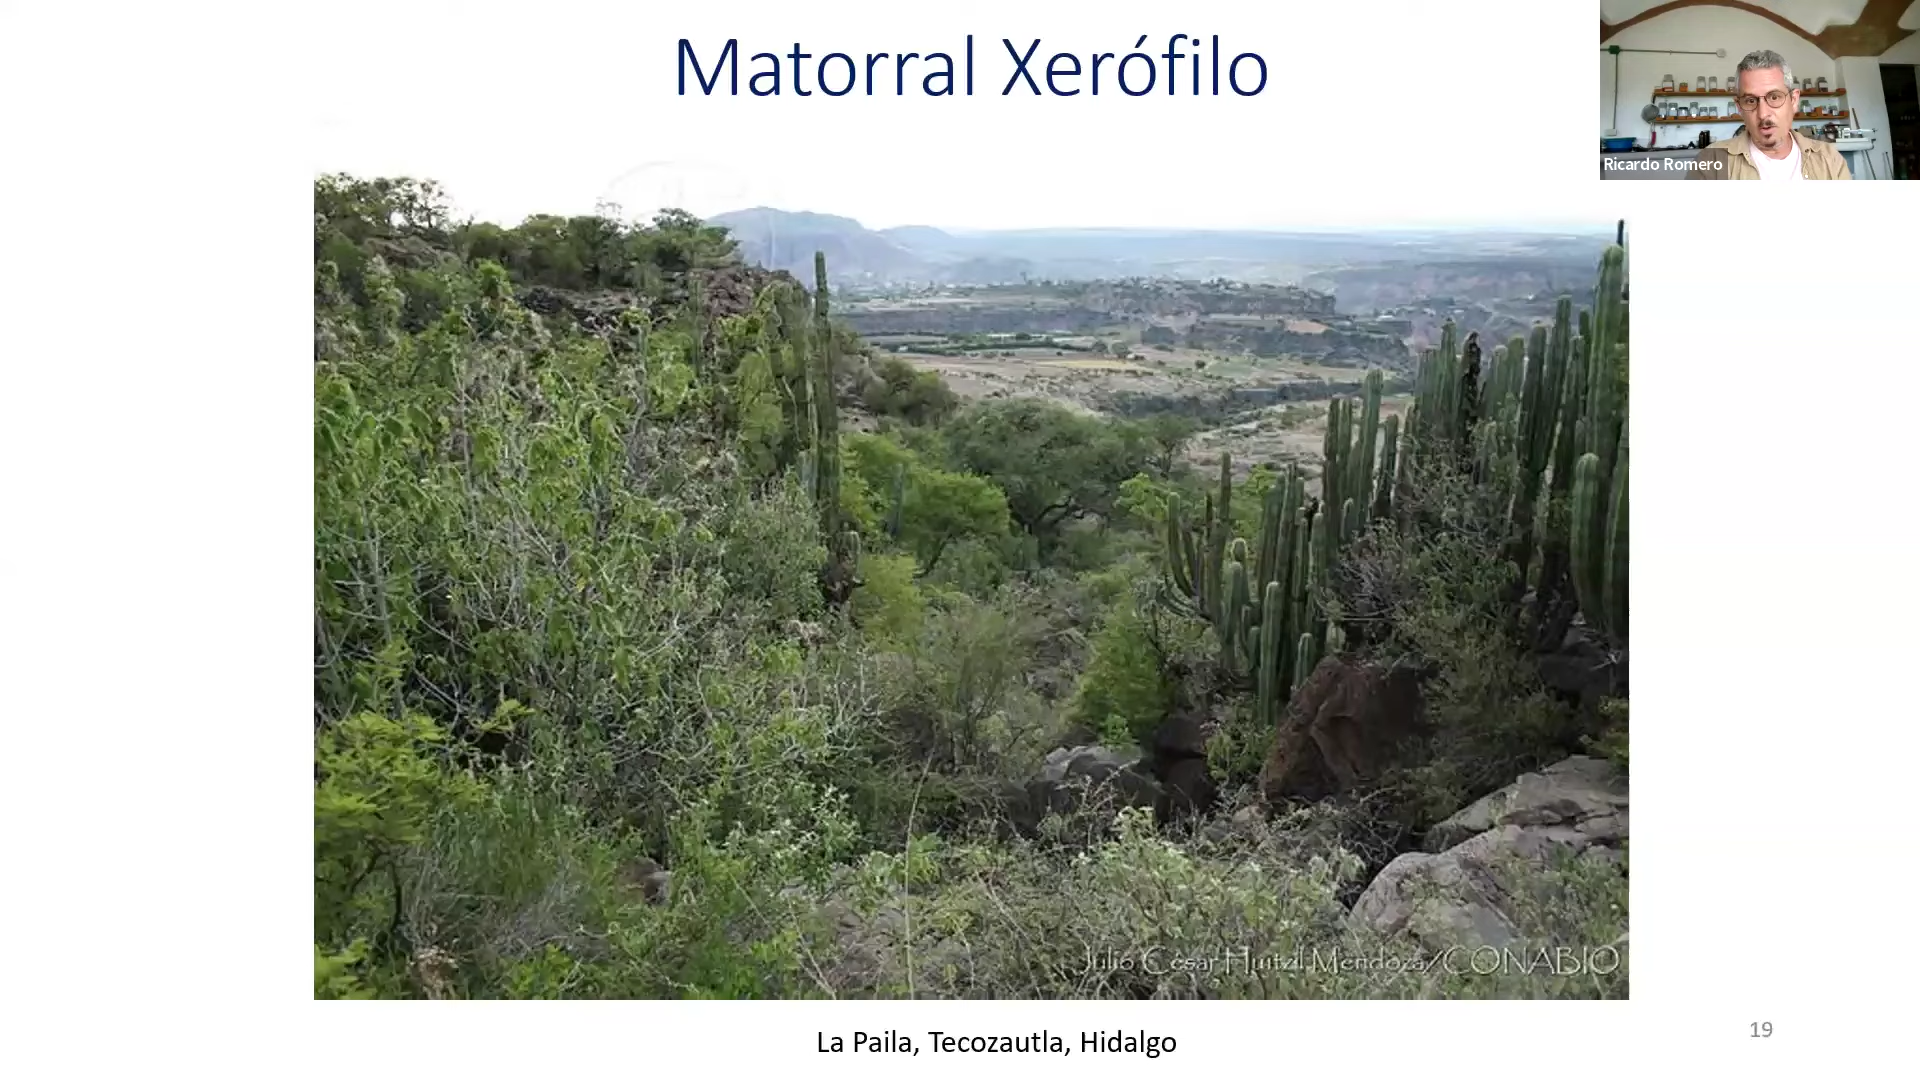 Matorral Xerófilo
Ricardo Romero
Julio César Huitzil Mendoza/CONABIO
La Paila, Tecozautla, Hidalgo
19